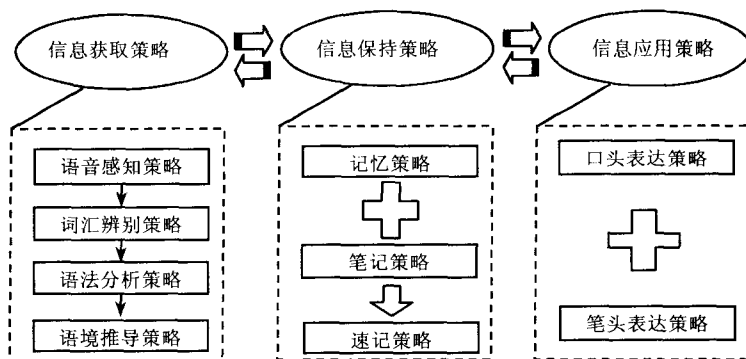 信息获取策略
信息保持策略
信息应用策略
语音感知策略
词汇辨别策略
语法分析策略
语境推导策略
记忆策略
笔记策略
速记策略
口头表达策略
笔头表达策略